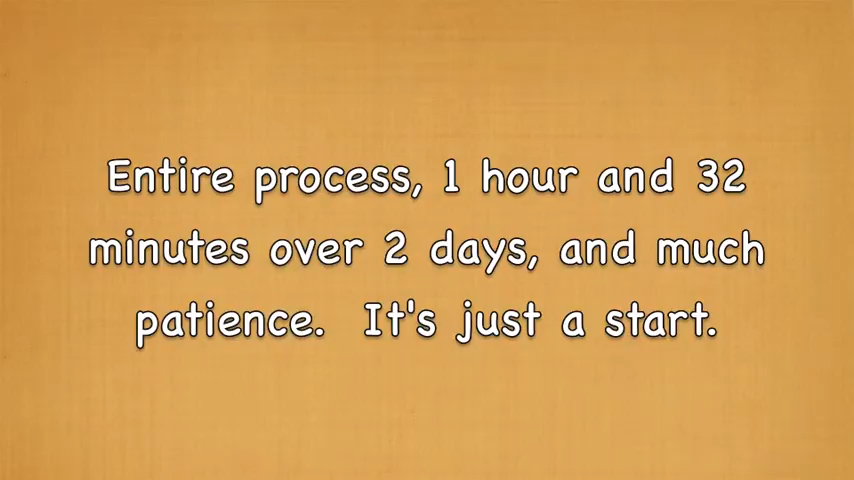 Entire process, 1 hour and 32
minutes over 2 days, and much
patience.  It's just a start.